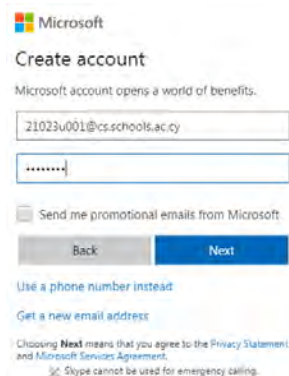 Microsoft
Create account
Microsoft account opens a world of benefits.
21023u001@cs.schools.ac.cy
••••••••
Send me promotional emails from Microsoft
Back Next
Use a phone number instead
Get a new email address
Choosing Next means that you agree to the Privacy Statement
and Microsoft Services Agreement.
Skype cannot be used for emergency calling.